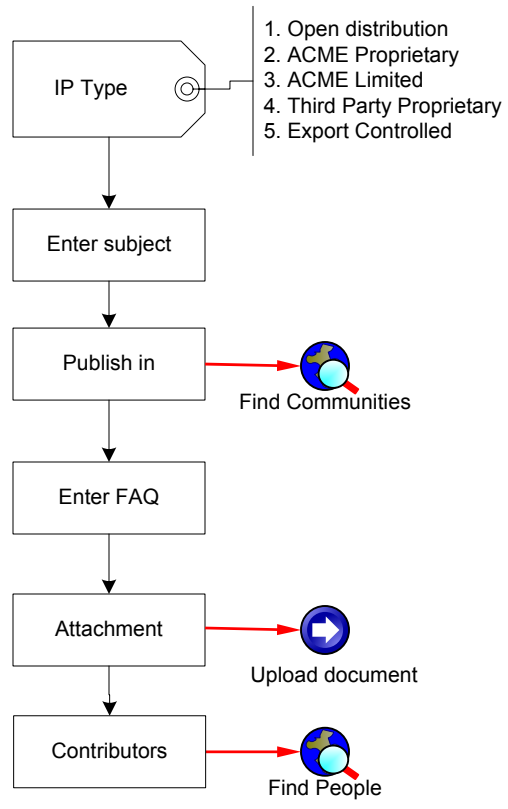 IP Type
1. Open distribution
2. ACME Proprietary
3. ACME Limited
4. Third Party Proprietary
5. Export Controlled
Enter subject
Publish in
Find Communities
Enter FAQ
Attachment
Upload document
Contributors
Find People